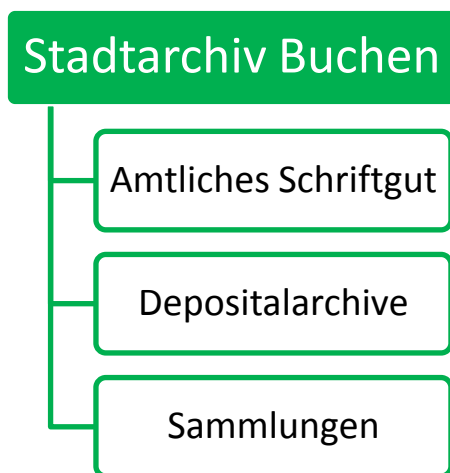 Stadtarchiv Buchen
Amtliches Schriftgut
Depositalarchive
Sammlungen